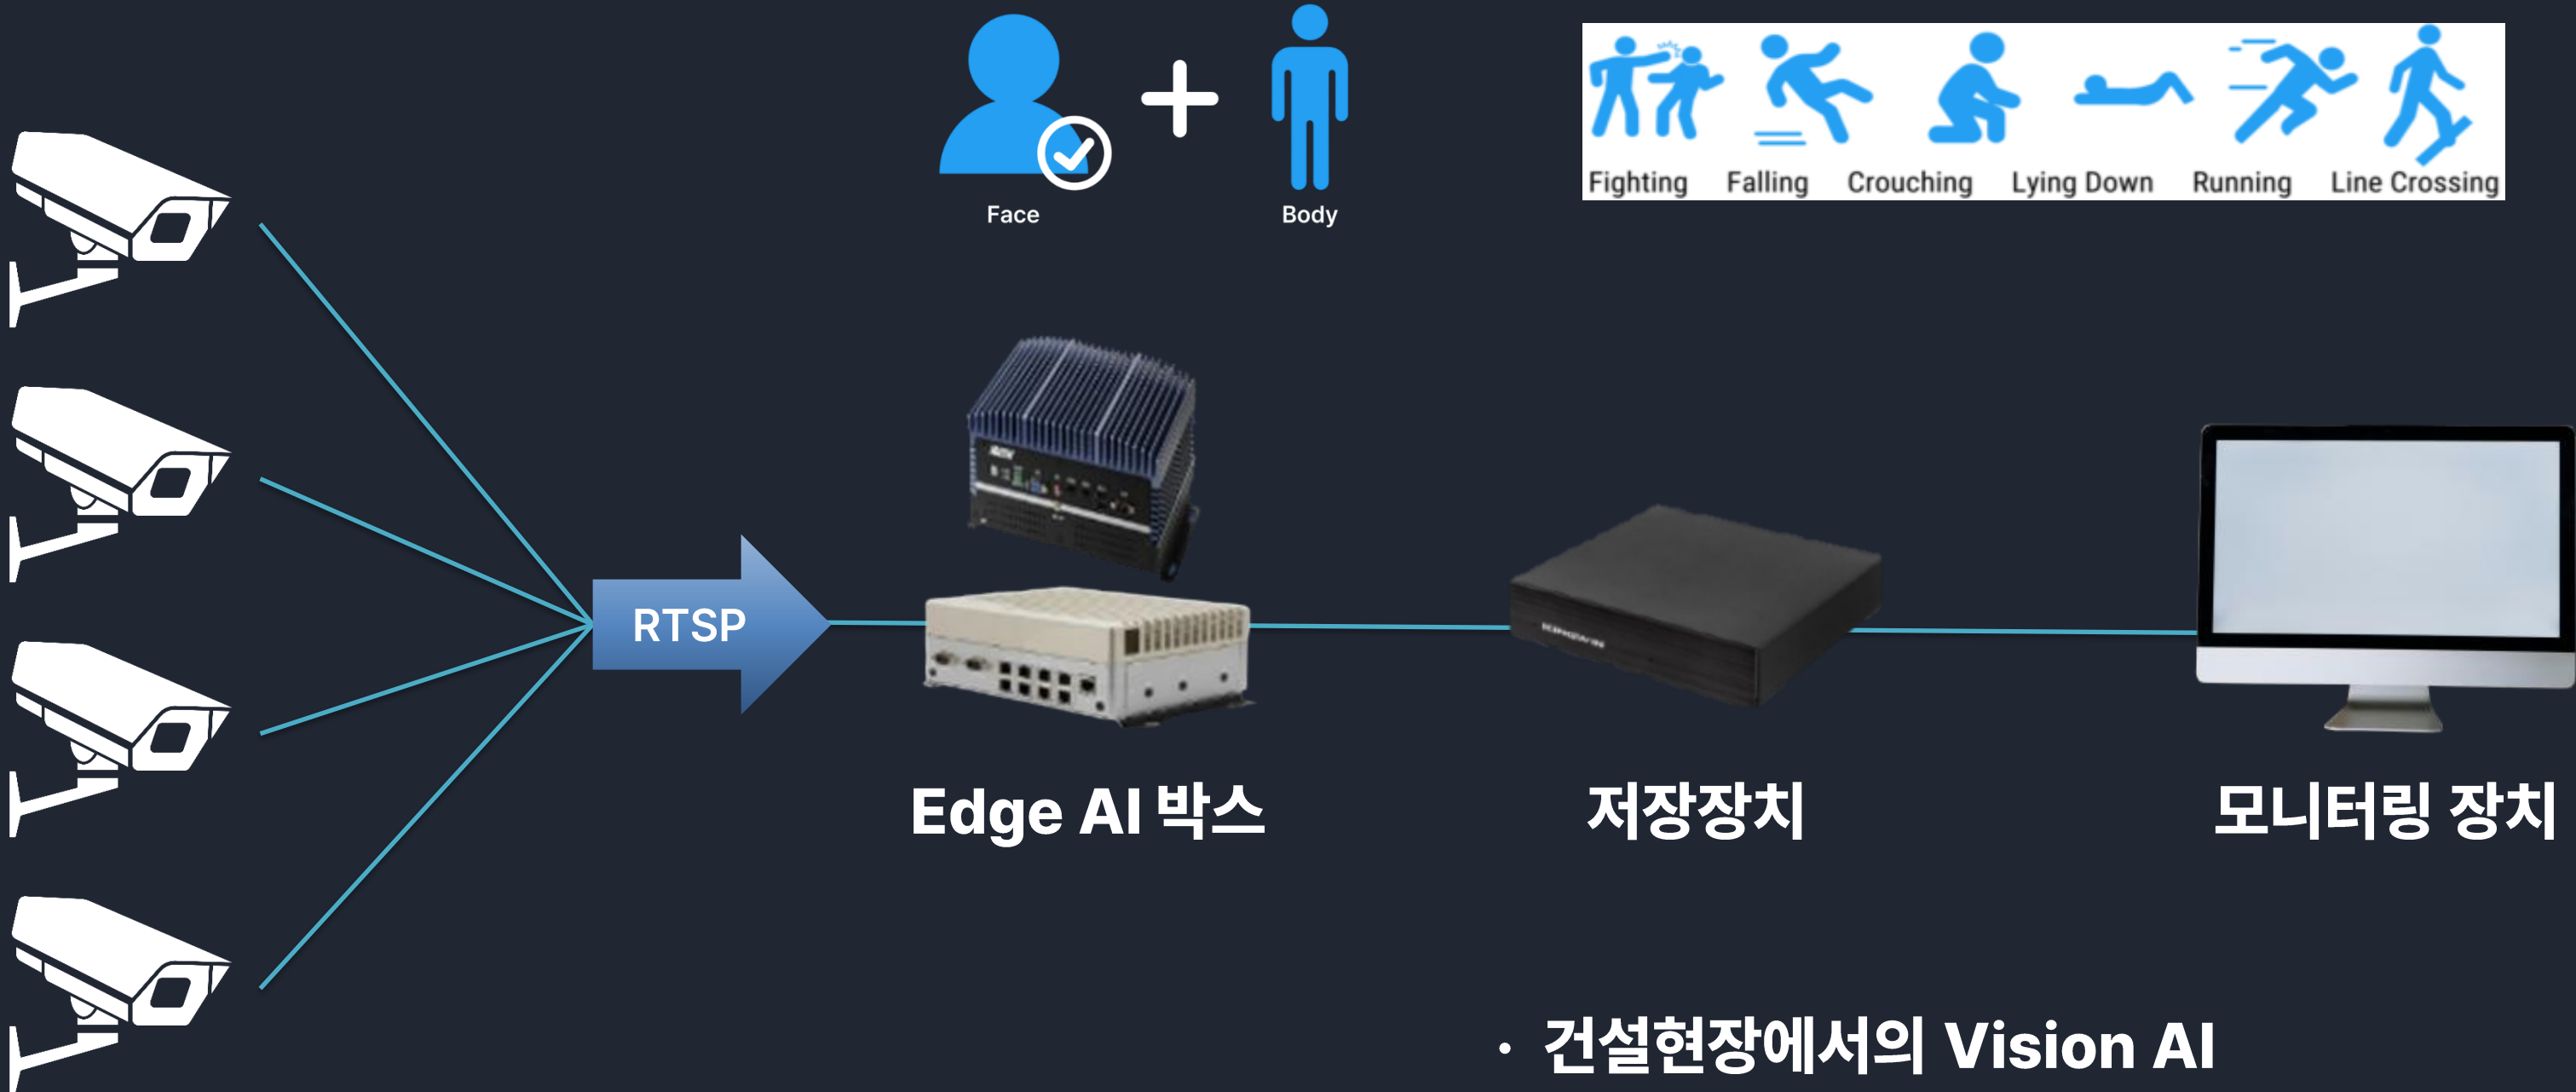 Face
Body
Fighting Falling Crouching Lying Down Running Line Crossing
RTSP
KINGWIN
Edge AI 박스
저장장치
모니터링 장치
• 건설현장에서의 Vision AI